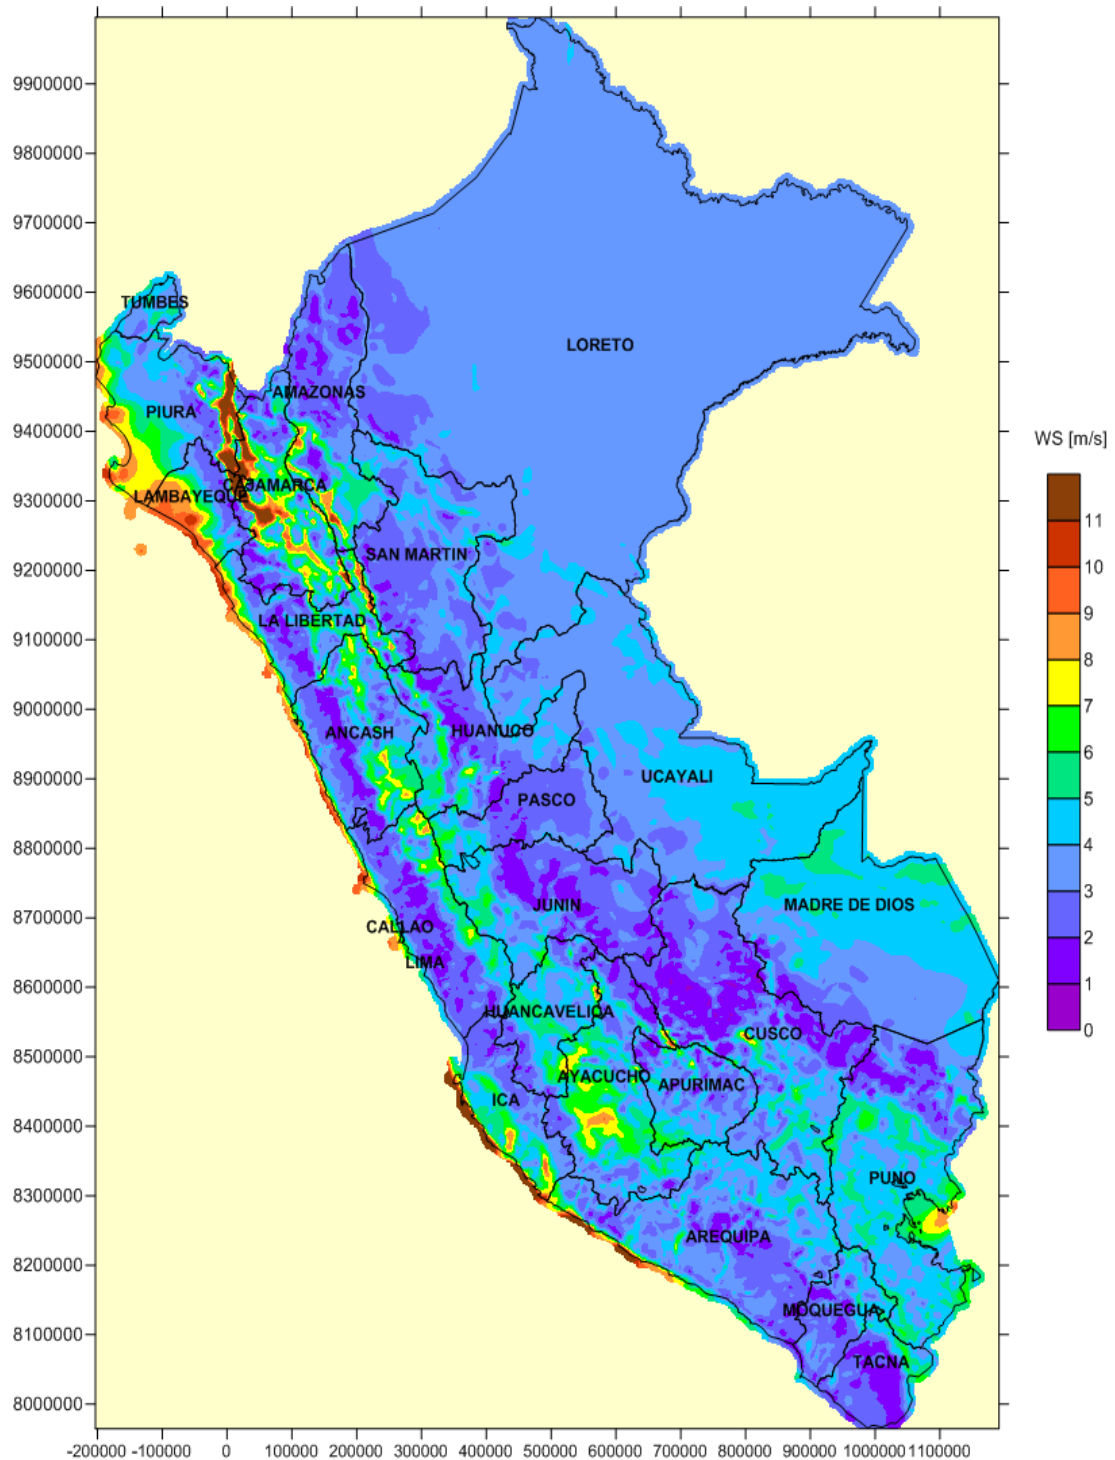 9900000
9800000
9700000
9600000
TUMBES
LORETO
9500000
AMAZONAS
PIURA
9400000
WS [m/s]
CAJAMARCA
LAMBAYEQUE
9300000
11
SAN MARTIN
10
9200000
9
LA LIBERTAD
9100000
8
7
9000000
ANCASH
HUANUCO
6
UCAYALI
8900000
PASCO
5
8800000
4
3
JUNIN
MADRE DE DIOS
8700000
CALLAO
2
LIMA
1
8600000
HUANCAVELICA
0
CUSCO
8500000
AYACUCHO
APURIMAC
ICA
8400000
8300000
PUNO
AREQUIPA
8200000
MOQUEGUA
8100000
TACNA
8000000
-200000 -100000 0 100000 200000 300000 400000 500000 600000 700000 800000 900000 1000000 1100000